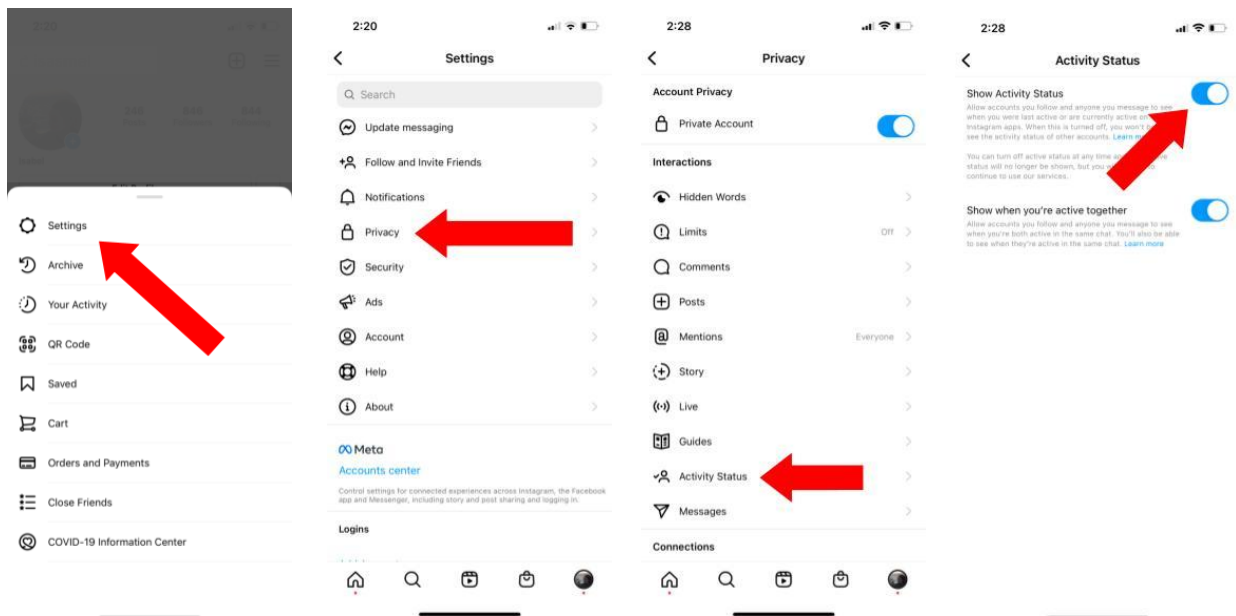 2:20
Settings
Archive
Your Activity
QR Code
Saved
Cart
Orders and Payments
Close Friends
COVID-19 Information Center
2:20
Settings
Search
Update messaging
Follow and Invite Friends
Notifications
Privacy
Security
Ads
Account
Help
About
Meta
Accounts center
Control settings for connected experiences across Instagram, the Facebook
app and Messenger, including story and post sharing and logging in.
Logins
2:28
Privacy
Account Privacy
Private Account
Interactions
Hidden Words
Limits
Off
Comments
Posts
Mentions
Everyone
Story
Live
Guides
Activity Status
Messages
Connections
2:28
Activity Status
Show Activity Status
Allow accounts you follow and anyone you message to see
when you were last active or are currently active on
Instagram apps. When this is turned off, you won't
see the activity status of other accounts. Learn
You can turn off active status at any time
status will no longer be shown, but you
continue to use our services.
Show when you're active together
Allow accounts you follow and anyone you message to see
when you're both active in the same chat. You'll also be able
to see when they're active in the same chat. Learn more